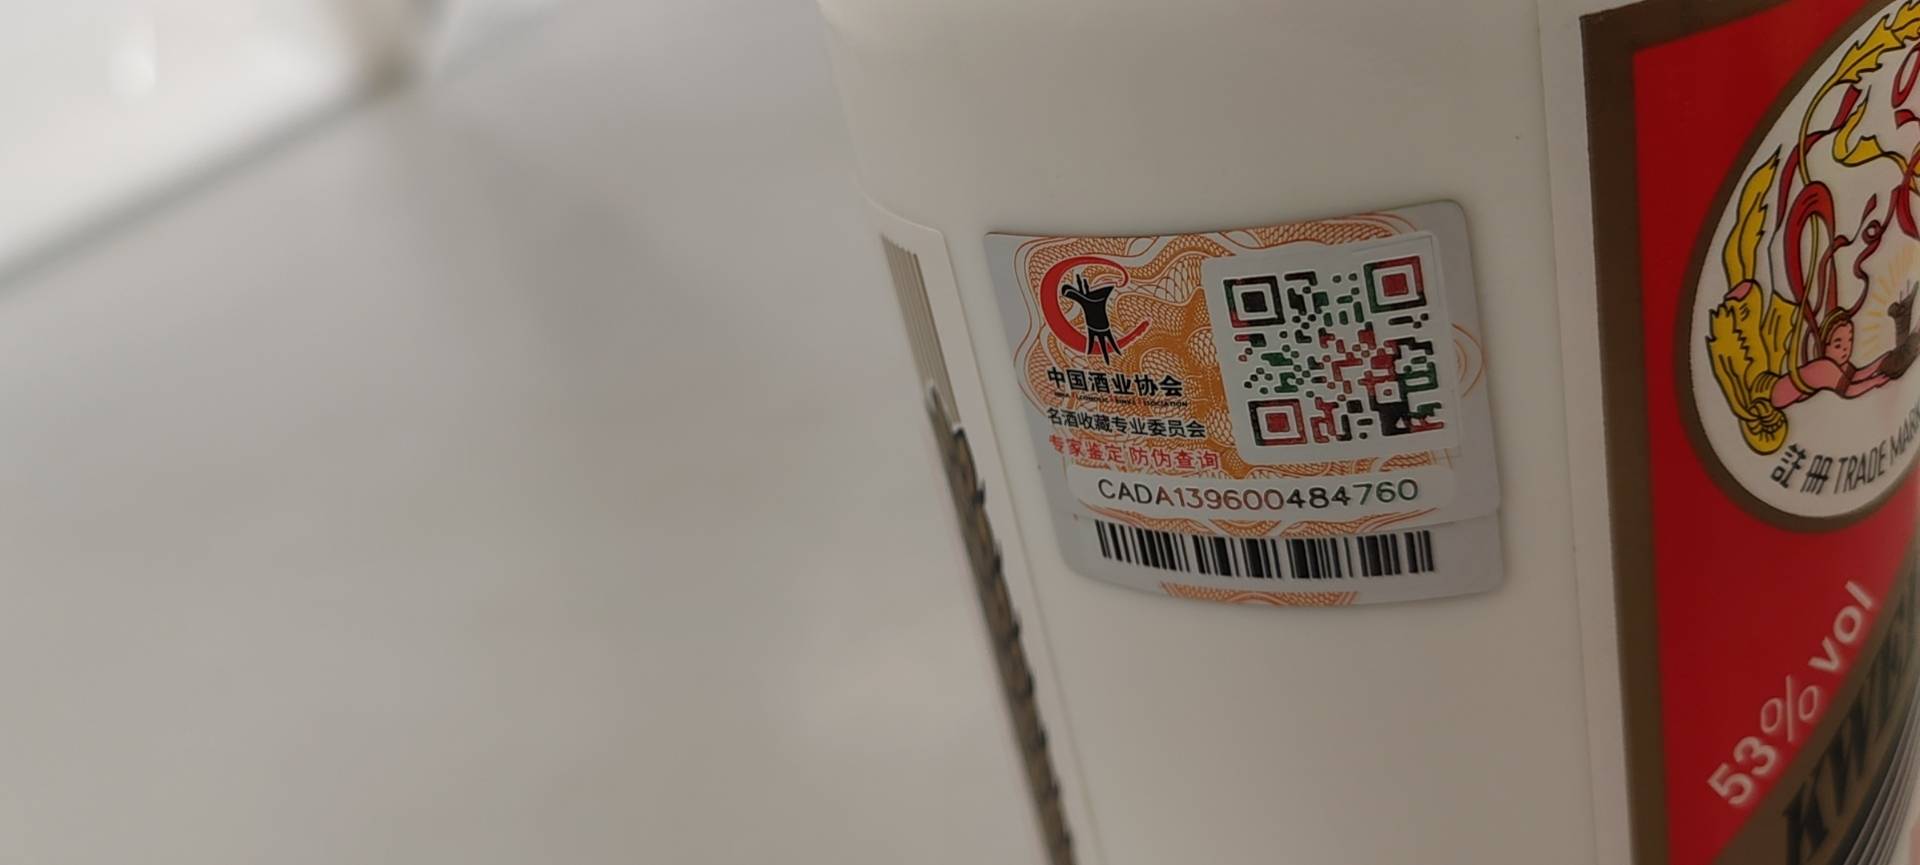 中国酒业协会
名酒收藏专业委员会
专家鉴定 防伪查询
CADA139600484760
註册 TRADE MARK
53% vol